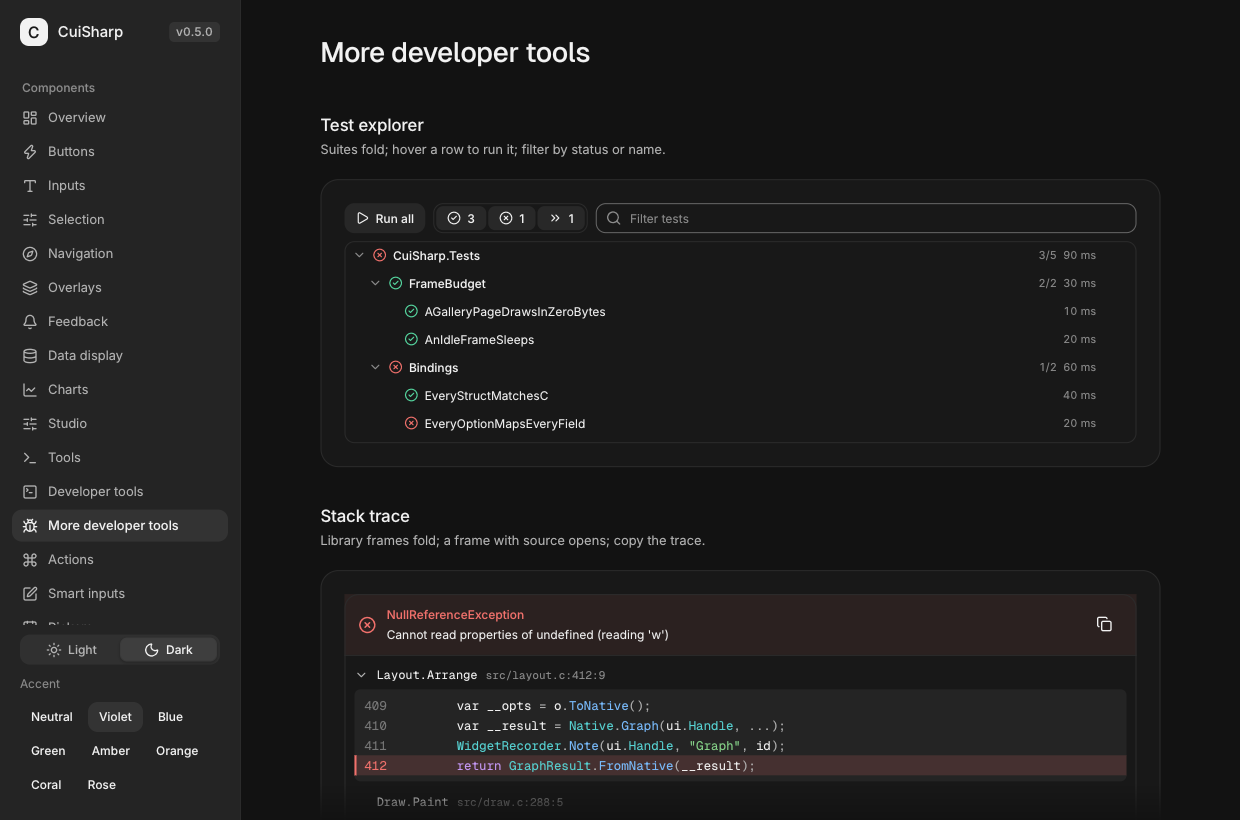 C CuiSharp v0.5.0
Components
Overview
Buttons
Inputs
Selection
Navigation
Overlays
Feedback
Data display
Charts
Studio
Tools
Developer tools
More developer tools
Actions
Smart inputs
Light Dark
Accent
Neutral Violet Blue
Green Amber Orange
Coral Rose
More developer tools
Test explorer
Suites fold; hover a row to run it; filter by status or name.
Run all 3 1 1 Filter tests
CuiSharp.Tests 3/5 90 ms
FrameBudget 2/2 30 ms
AGalleryPageDrawsInZeroBytes 10 ms
AnIdleFrameSleeps 20 ms
Bindings 1/2 60 ms
EveryStructMatchesC 40 ms
EveryOptionMapsEveryField 20 ms
Stack trace
Library frames fold; a frame with source opens; copy the trace.
NullReferenceException
Cannot read properties of undefined (reading 'w')
Layout.Arrange src/layout.c:412:9
409 var __opts = o.ToNative();
410 var __result = Native.Graph(ui.Handle, ...);
411 WidgetRecorder.Note(ui.Handle, "Graph", id);
412 return GraphResult.FromNative(__result);
Draw.Paint src/draw.c:288:5